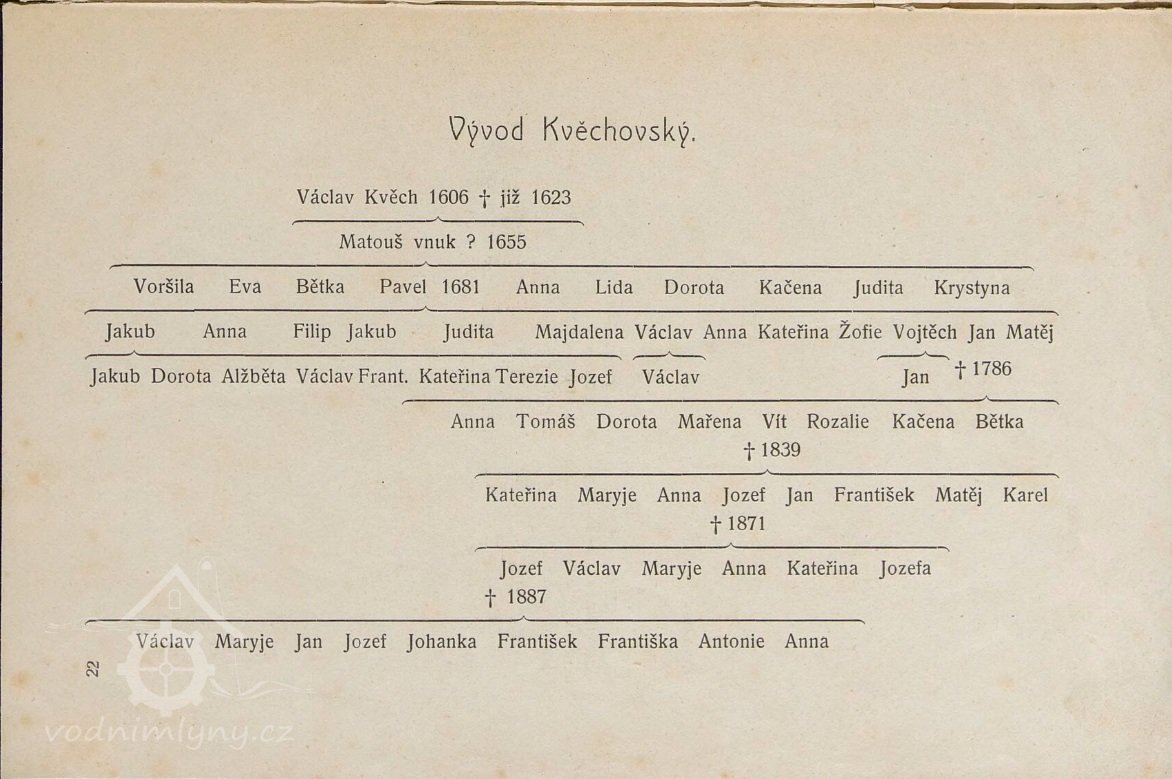 Vývod Kvěchovský.
Václav Kvěch 1606 † již 1623
Matouš vnuk ? 1655
Voršila Eva Bětka Pavel 1681 Anna Lida Dorota Kačena Judita Krystyna
Jakub Anna Filip Jakub Judita Majdalena Václav Anna Kateřina Žofie Vojtěch Jan Matěj
Jakub Dorota Alžběta Václav Frant. Kateřina Terezie Jozef Václav Jan † 1786
Anna Tomáš Dorota Mařena Vít Rozalie Kačena Bětka
† 1839
Kateřina Maryje Anna Jozef Jan František Matěj Karel
† 1871
Jozef Václav Maryje Anna Kateřina Jozefa
† 1887
Václav Maryje Jan Jozef Johanka František Františka Antonie Anna
22
vodnimlyny.cz